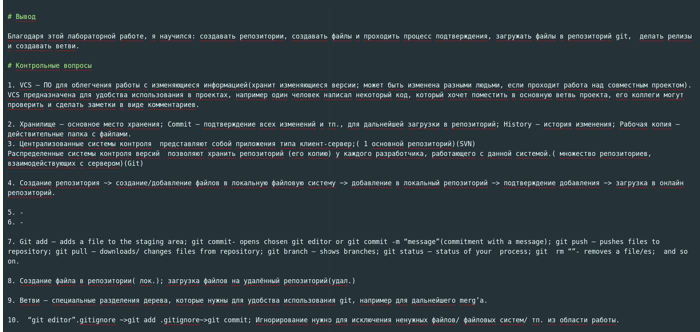 # Вывод
Благодаря этой лабораторной работе, я научился: создавать репозитории, создавать файлы и проходить процесс подтверждения, загружать файлы в репозиторий git,  делать релизы
и создавать ветви.
# Контрольные вопросы
1. VCS — ПО для облегчения работы с изменяющиеся информацией(хранит изменяющиеся версии; может быть изменена разными людьми, если проходит работа над совместным проектом).
VCS предназначена для удобства использования в проектах, например один человек написал некоторый код, который хочет поместить в основную ветвь проекта, его коллеги могут
проверить и сделать заметки в виде комментариев.
2. Хранилище — основное место хранения; Commit — подтверждение всех изменений и тп., для дальнейшей загрузки в репозиторий; History — история изменения; Рабочая копия —
действительные папка с файлами.
3. Централизованные системы контроля  представляют собой приложения типа клиент-сервер;( 1 основной репозиторий)(SVN)
Распределенные системы контроля версий  позволяют хранить репозиторий (его копию) у каждого разработчика, работающего с данной системой.( множество репозиториев,
взаимодействующих с сервером)(Git)
4. Создание репозитория —> создание/добавление файлов в локальную файловую систему —> добавление в локальный репозиторий —> подтверждение добавления —> загрузка в онлайн
репозиторий.
5. -
6. -
7. Git add — adds a file to the staging area; git commit- opens chosen git editor or git commit -m “message”(commitment with a message); git push — pushes files to
repository; git pull — downloads/ changes files from repository; git branch — shows branches; git status — status of your  process; git  rm “”- removes a file/es;  and so
on.
8. Создание файла в репозитории( лок.); загрузка файлов на удалённый репозиторий(удал.)
9. Ветви — специальные разделения дерева, которые нужны для удобства использования git, например для дальнейшего merg’а.
10.  “git editor”.gitignore —>git add .gitignore—>git commit; Игнорирование нужно для исключения ненужных файлов/ файловых систем/ тп. из области работы.